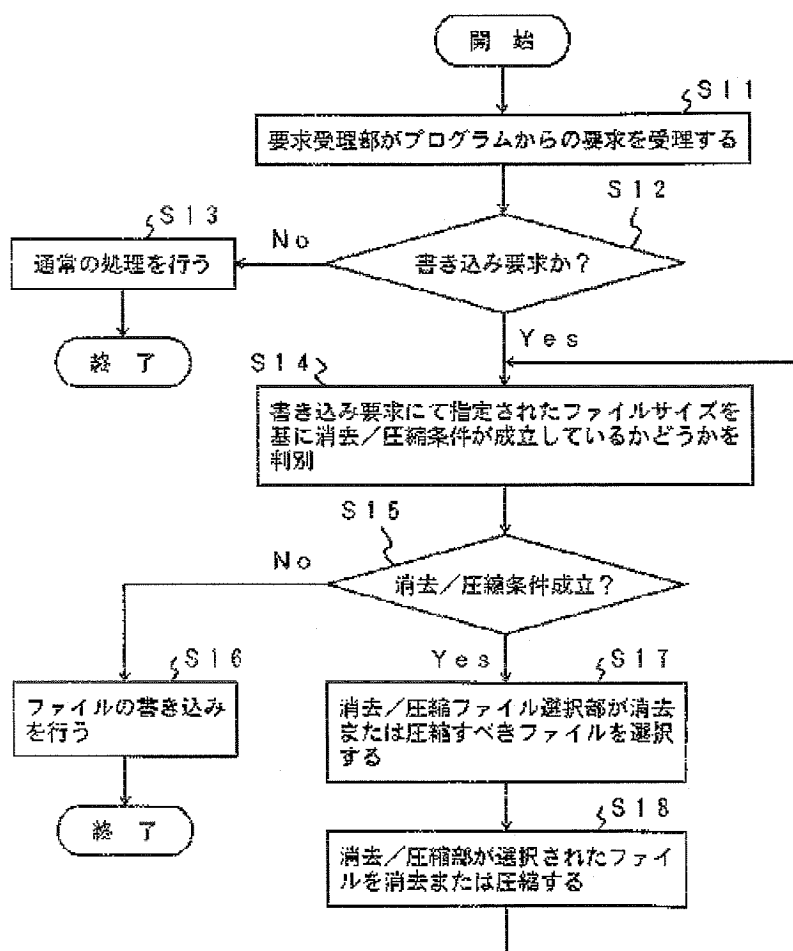 開 始
S11
要求受理部がプログラムからの要求を受理する
S12
書き込み要求か?
No
S13
通常の処理を行う
終 了
Yes
S14
書き込み要求にて指定されたファイルサイズを
基に消去/圧縮条件が成立しているかどうかを
判別
S15
消去/圧縮条件成立?
No
S16
ファイルの書き込み
を行う
終 了
Yes
S17
消去/圧縮ファイル選択部が消去
または圧縮すべきファイルを選択
する
S18
消去/圧縮部が選択されたファ
イルを消去または圧縮する